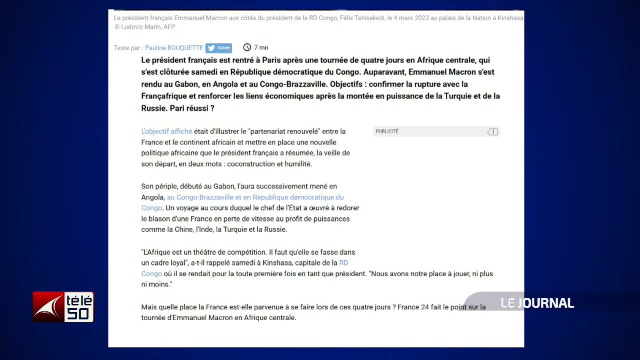 Le président français Emmanuel Macron aux côtés du président de la RD Congo, Félix Tshisekedi, le 4 mars 2023 au palais de la Nation à Kinshasa.
© Ludovic Marin, AFP
Texte par : Pauline ROUQUETTE Suivre 7 mn
Le président français est rentré à Paris après une tournée de quatre jours en Afrique centrale, qui
s'est clôturée samedi en République démocratique du Congo. Auparavant, Emmanuel Macron s'est
rendu au Gabon, en Angola et au Congo-Brazzaville. Objectifs : confirmer la rupture avec la
Françafrique et renforcer les liens économiques après la montée en puissance de la Turquie et de la
Russie. Pari réussi ?
L'objectif affiché était d'illustrer le "partenariat renouvelé" entre la
France et le continent africain et mettre en place une nouvelle
politique africaine que le président français a résumée, la veille de
son départ, en deux mots : coconstruction et humilité.
PUBLICITÉ
Son périple, débuté au Gabon, l'aura successivement mené en
Angola, au Congo Brazzaville et en République démocratique du
Congo. Un voyage au cours duquel le chef de l'État a œuvré à redorer
le blason d'une France en perte de vitesse au profit de puissances
comme la Chine, l'Inde, la Turquie et la Russie.
"L'Afrique est un théâtre de compétition. Il faut qu'elle se fasse dans
un cadre loyal", a-t-il rappelé samedi à Kinshasa, capitale de la RD
Congo où il se rendait pour la toute première fois en tant que président. "Nous avons notre place à jouer, ni plus
ni moins."
Mais quelle place la France est-elle parvenue à se faire lors de ces quatre jours ? France 24 fait le point sur la
tournée d'Emmanuel Macron en Afrique centrale.
télé
50
LE JOURNAL